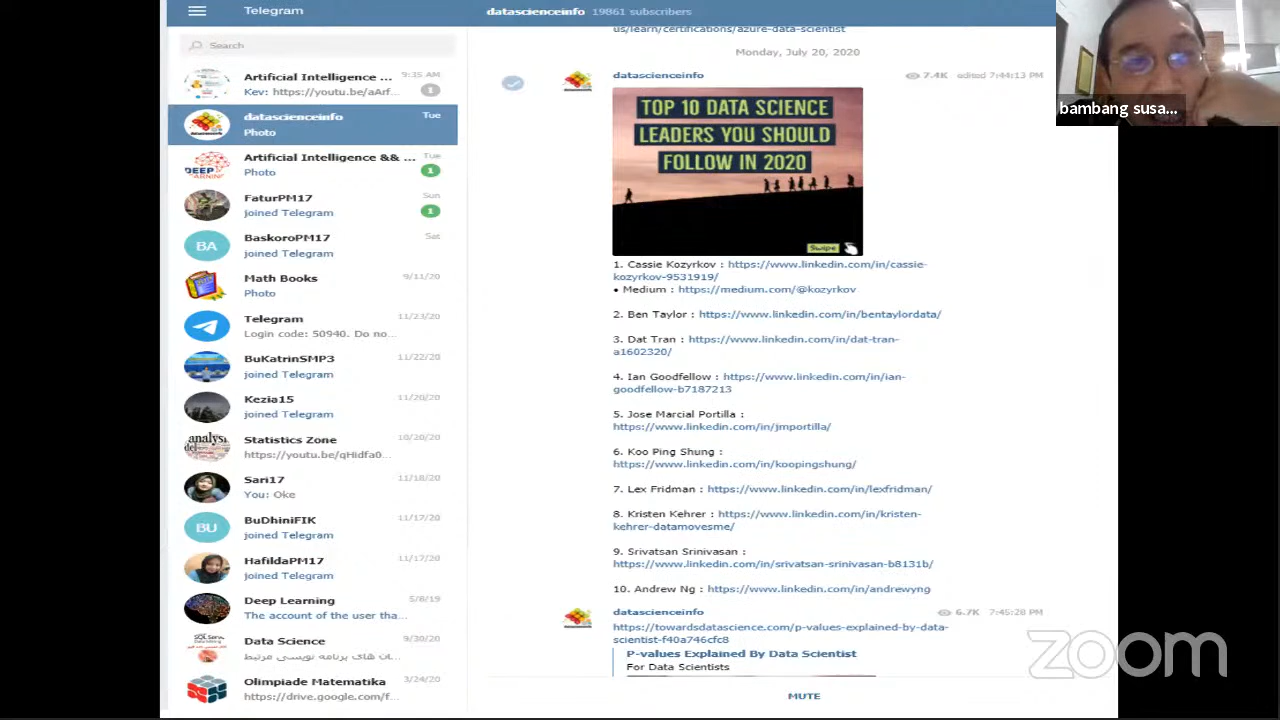 Telegram
datascienceinfo 19861 subscribers
Search
Artificial Intelligence ... 9:35 AM
Kev: https://youtu.be/aArf... 1
datascienceinfo Tue
Photo
Artificial Intelligence && ... Tue
Photo 1
FaturPM17 Sun
joined Telegram 1
BA
BaskoroPM17 Sat
joined Telegram
Math Books 9/11/20
Photo
Telegram 11/23/20
Login code: 50940. Do no...
BuKatrinSMP3 11/22/20
joined Telegram
Kezia15 11/20/20
joined Telegram
Statistics Zone 10/20/20
https://youtu.be/qHidfa0...
Sari17 11/18/20
You: Oke
BU
BuDhiniFIK 11/17/20
joined Telegram
HafildaPM17 11/17/20
joined Telegram
Deep Learning 5/8/19
The account of the user tha...
Data Science 9/30/20
ان های برنامه نویسی مرتبط...
Olimpiade Matematika 3/24/20
https://drive.google.com/f...
us/learn/certifications/azure-data-scientist
Monday, July 20, 2020
datascienceinfo 7.4K edited 7:44:13 PM
TOP 10 DATA SCIENCE
LEADERS YOU SHOULD
FOLLOW IN 2020
Swipe
1. Cassie Kozyrkov : https://www.linkedin.com/in/cassie-
kozyrkov-9531919/
• Medium : https://medium.com/@kozyrkov
2. Ben Taylor : https://www.linkedin.com/in/bentaylordata/
3. Dat Tran : https://www.linkedin.com/in/dat-tran-
a1602320/
4. Ian Goodfellow : https://www.linkedin.com/in/ian-
goodfellow-b7187213
5. Jose Marcial Portilla :
https://www.linkedin.com/in/jmportilla/
6. Koo Ping Shung :
https://www.linkedin.com/in/koopingshung/
7. Lex Fridman : https://www.linkedin.com/in/lexfridman/
8. Kristen Kehrer : https://www.linkedin.com/in/kristen-
kehrer-datamovesme/
9. Srivatsan Srinivasan :
https://www.linkedin.com/in/srivatsan-srinivasan-b8131b/
10. Andrew Ng : https://www.linkedin.com/in/andrewyng
datascienceinfo 6.7K 7:45:28 PM
https://towardsdatascience.com/p-values-explained-by-data-
scientist-f40a746cfc8
P-values Explained By Data Scientist
For Data Scientists
MUTE
bambang susa...
zoom